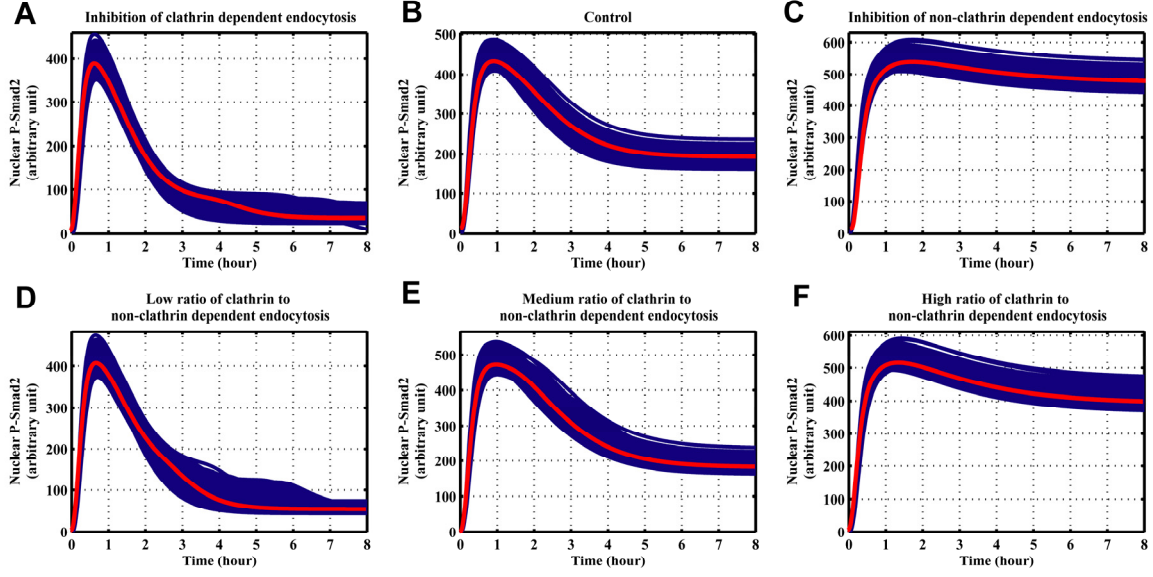 A
Inhibition of clathrin dependent endocytosis
Nuclear P-Smad2
(arbitrary unit)
400
300
200
100
0
0 1 2 3 4 5 6 7 8
Time (hour)
B
Control
Nuclear P-Smad2
(arbitrary unit)
500
400
300
200
100
0
0 1 2 3 4 5 6 7 8
Time (hour)
C
Inhibition of non-clathrin dependent endocytosis
Nuclear P-Smad2
(arbitrary unit)
600
500
400
300
200
100
0
0 1 2 3 4 5 6 7 8
Time (hour)
D
Low ratio of clathrin to
non-clathrin dependent endocytosis
Nuclear P-Smad2
(arbitrary unit)
400
300
200
100
0
0 1 2 3 4 5 6 7 8
Time (hour)
E
Medium ratio of clathrin to
non-clathrin dependent endocytosis
Nuclear P-Smad2
(arbitrary unit)
500
400
300
200
100
0
0 1 2 3 4 5 6 7 8
Time (hour)
F
High ratio of clathrin to
non-clathrin dependent endocytosis
Nuclear P-Smad2
(arbitrary unit)
600
500
400
300
200
100
0
0 1 2 3 4 5 6 7 8
Time (hour)